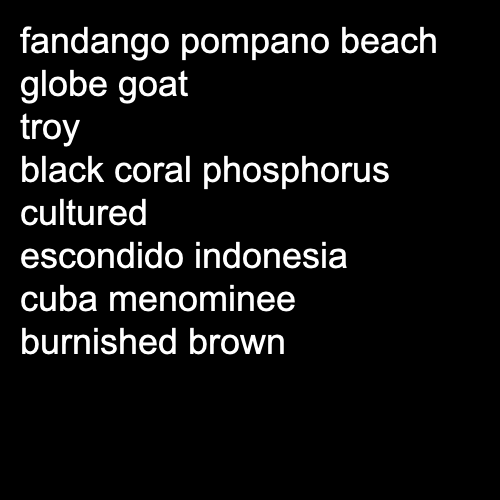 fandango pompano beach
globe goat
troy
black coral phosphorus
cultured
escondido indonesia
cuba menominee
burnished brown